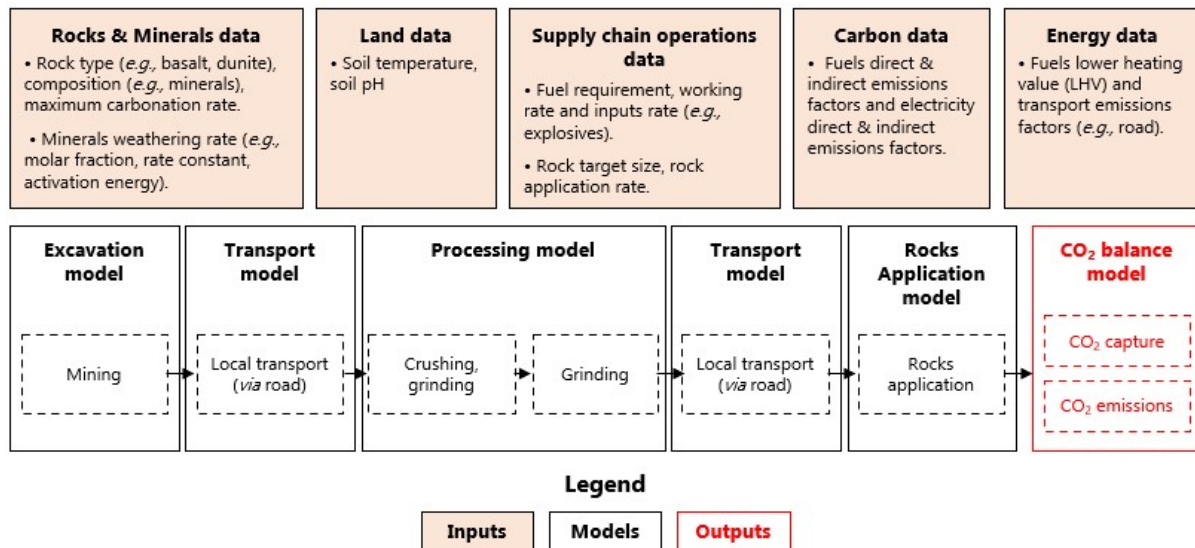 Rocks & Minerals data
• Rock type (e.g., basalt, dunite),
composition (e.g., minerals),
maximum carbonation rate.
• Minerals weathering rate (e.g.,
molar fraction, rate constant,
activation energy).
Land data
• Soil temperature,
soil pH
Supply chain operations
data
• Fuel requirement, working
rate and inputs rate (e.g.,
explosives).
• Rock target size, rock
application rate.
Carbon data
• Fuels direct &
indirect emissions
factors and electricity
direct & indirect
emissions factors.
Energy data
• Fuels lower heating
value (LHV) and
transport emissions
factors (e.g., road).
Excavation
model
Mining
Transport
model
Local transport
(via road)
Processing model
Crushing,
grinding
Grinding
Transport
model
Local transport
(via road)
Rocks
Application
model
Rocks
application
CO₂ balance
model
CO₂ capture
CO₂ emissions
Legend
Inputs
Models
Outputs